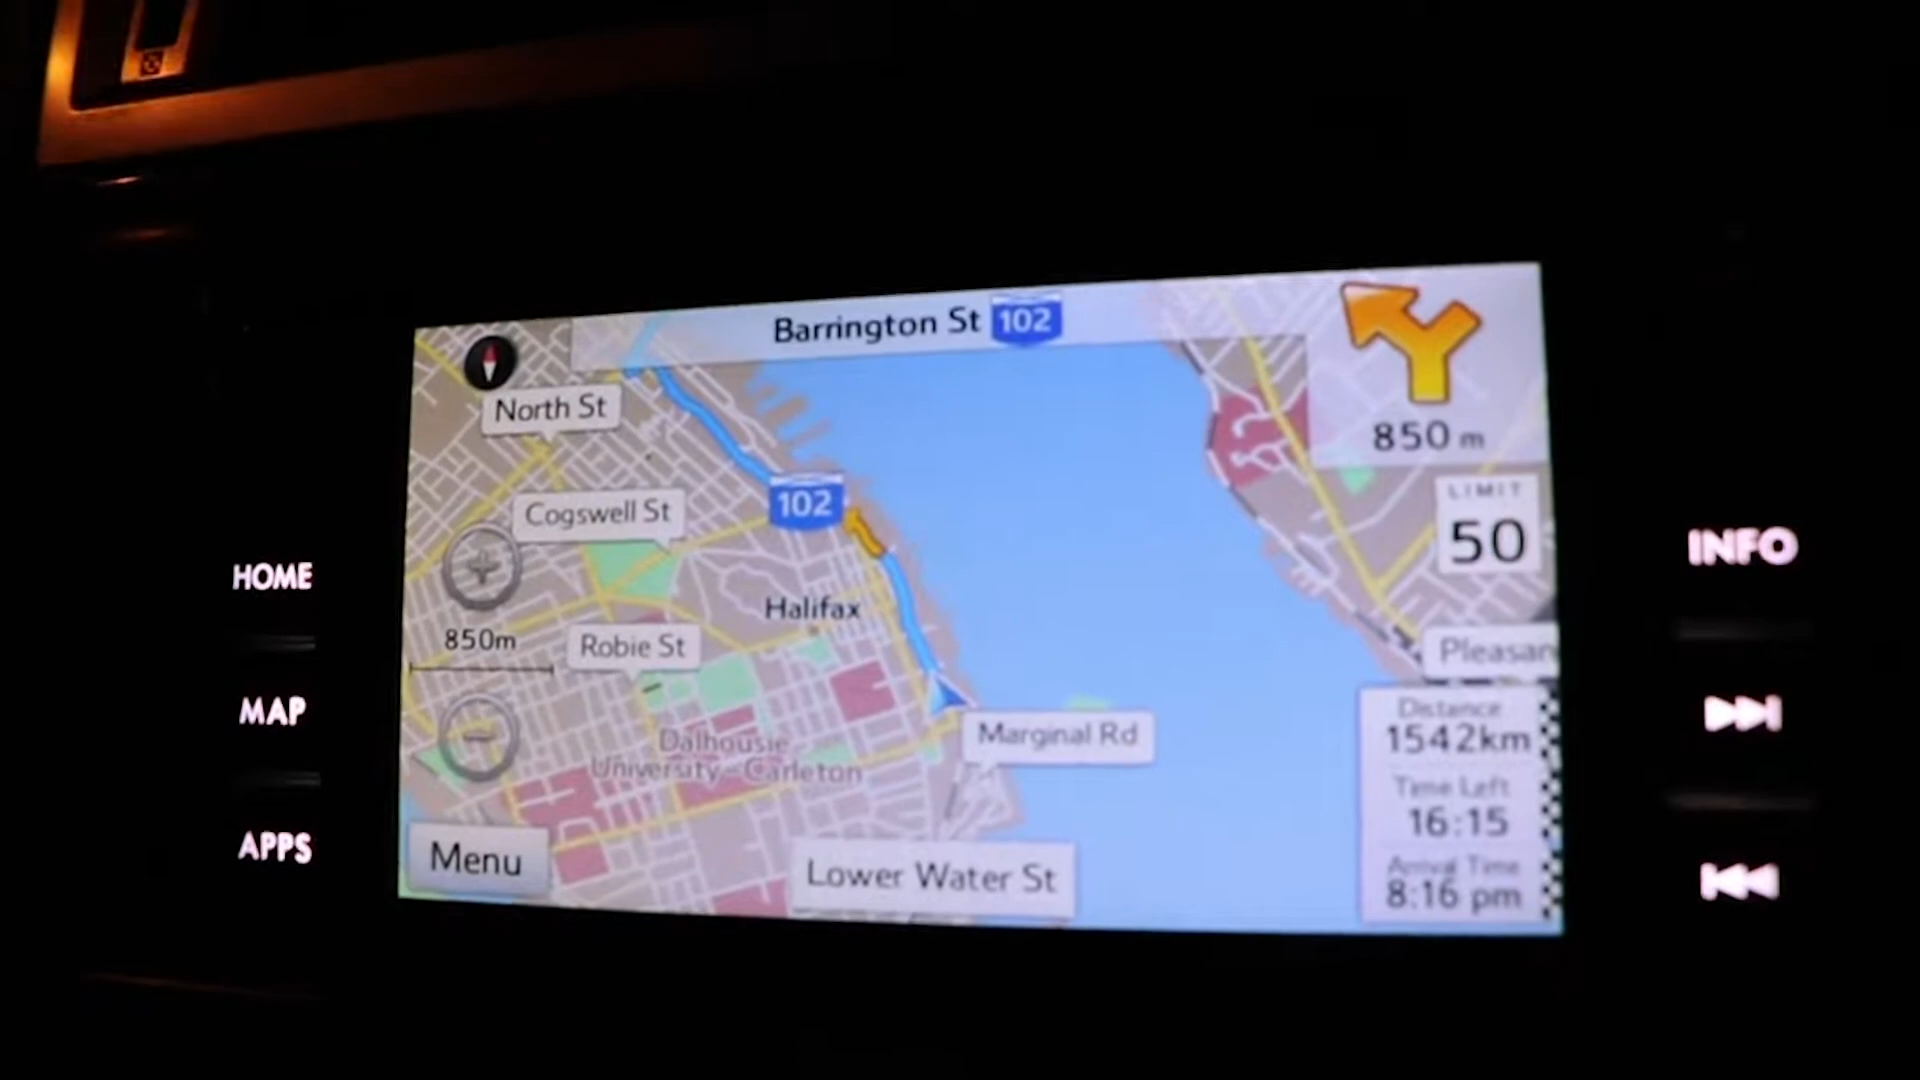 Barrington St 102
North St
850 m
LIMIT
50
102
Cogswell St
HOME
INFO
Halifax
850m
Robie St
Pleasan
MAP
Distance
1542km
Marginal Rd
Dalhousie
University-Carleton
Time Left
16:15
APPS
Menu
Lower Water St
Arrival Time
8:16 pm